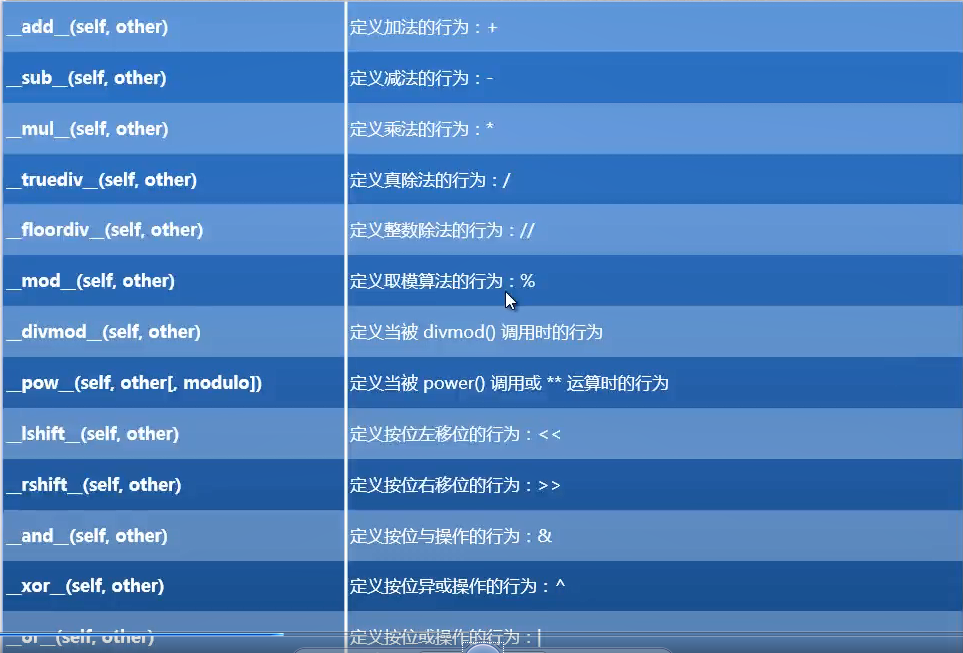 __add__(self, other) 定义加法的行为：+
__sub__(self, other) 定义减法的行为：-
__mul__(self, other) 定义乘法的行为：*
__truediv__(self, other) 定义真除法的行为：/
__floordiv__(self, other) 定义整数除法的行为：//
__mod__(self, other) 定义取模算法的行为：%
__divmod__(self, other) 定义当被 divmod() 调用时的行为
__pow__(self, other[, modulo]) 定义当被 power() 调用或 ** 运算时的行为
__lshift__(self, other) 定义按位左移位的行为：<<
__rshift__(self, other) 定义按位右移位的行为：>>
__and__(self, other) 定义按位与操作的行为：&
__xor__(self, other) 定义按位异或操作的行为：^
__or__(self, other) 定义按位或操作的行为：|